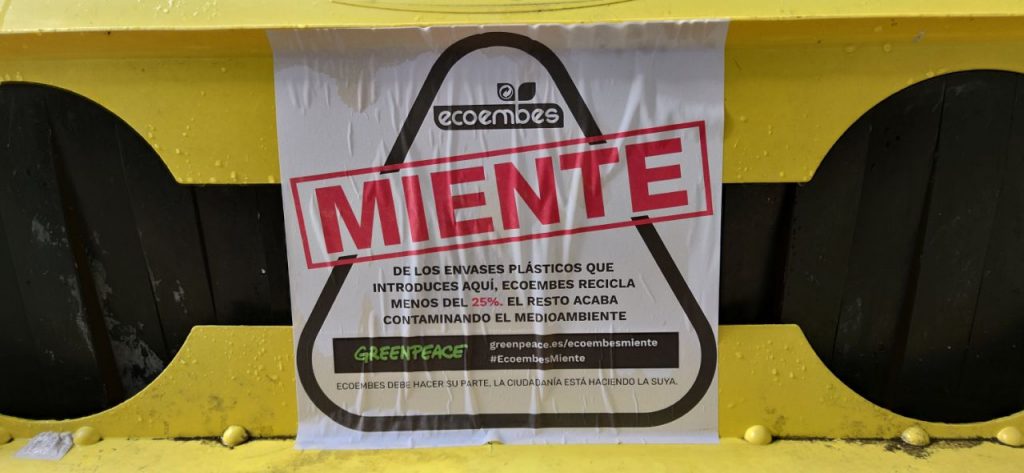 ecoembes
MIENTE
DE LOS ENVASES PLÁSTICOS QUE
INTRODUCES AQUÍ, ECOEMBES RECICLA
MENOS DEL 25%. EL RESTO ACABA
CONTAMINANDO EL MEDIOAMBIENTE
GREENPEACE
greenpeace.es/ecoembesmiente
#EcoembesMiente
ECOEMBES DEBE HACER SU PARTE, LA CIUDADANÍA ESTÁ HACIENDO LA SUYA.